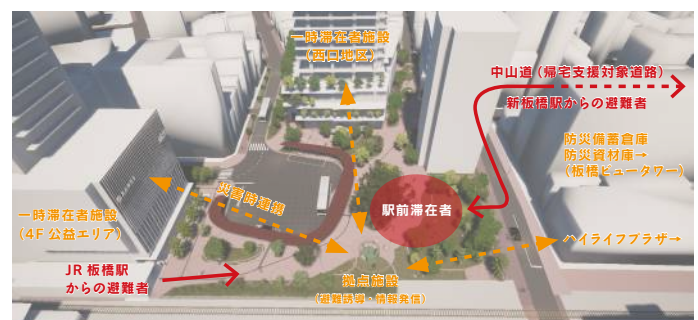 一時滞在者施設
(西口地区)
中山道(帰宅支援対象道路)
新板橋駅からの避難者
防災備蓄倉庫
防災資材庫→
(板橋ビュータワー)
災害時連携
駅前滞在者
一時滞在者施設
(4F 公益エリア)
ハイライフプラザ→
JR 板橋駅
からの避難者
拠点施設
(避難誘導・情報発信)